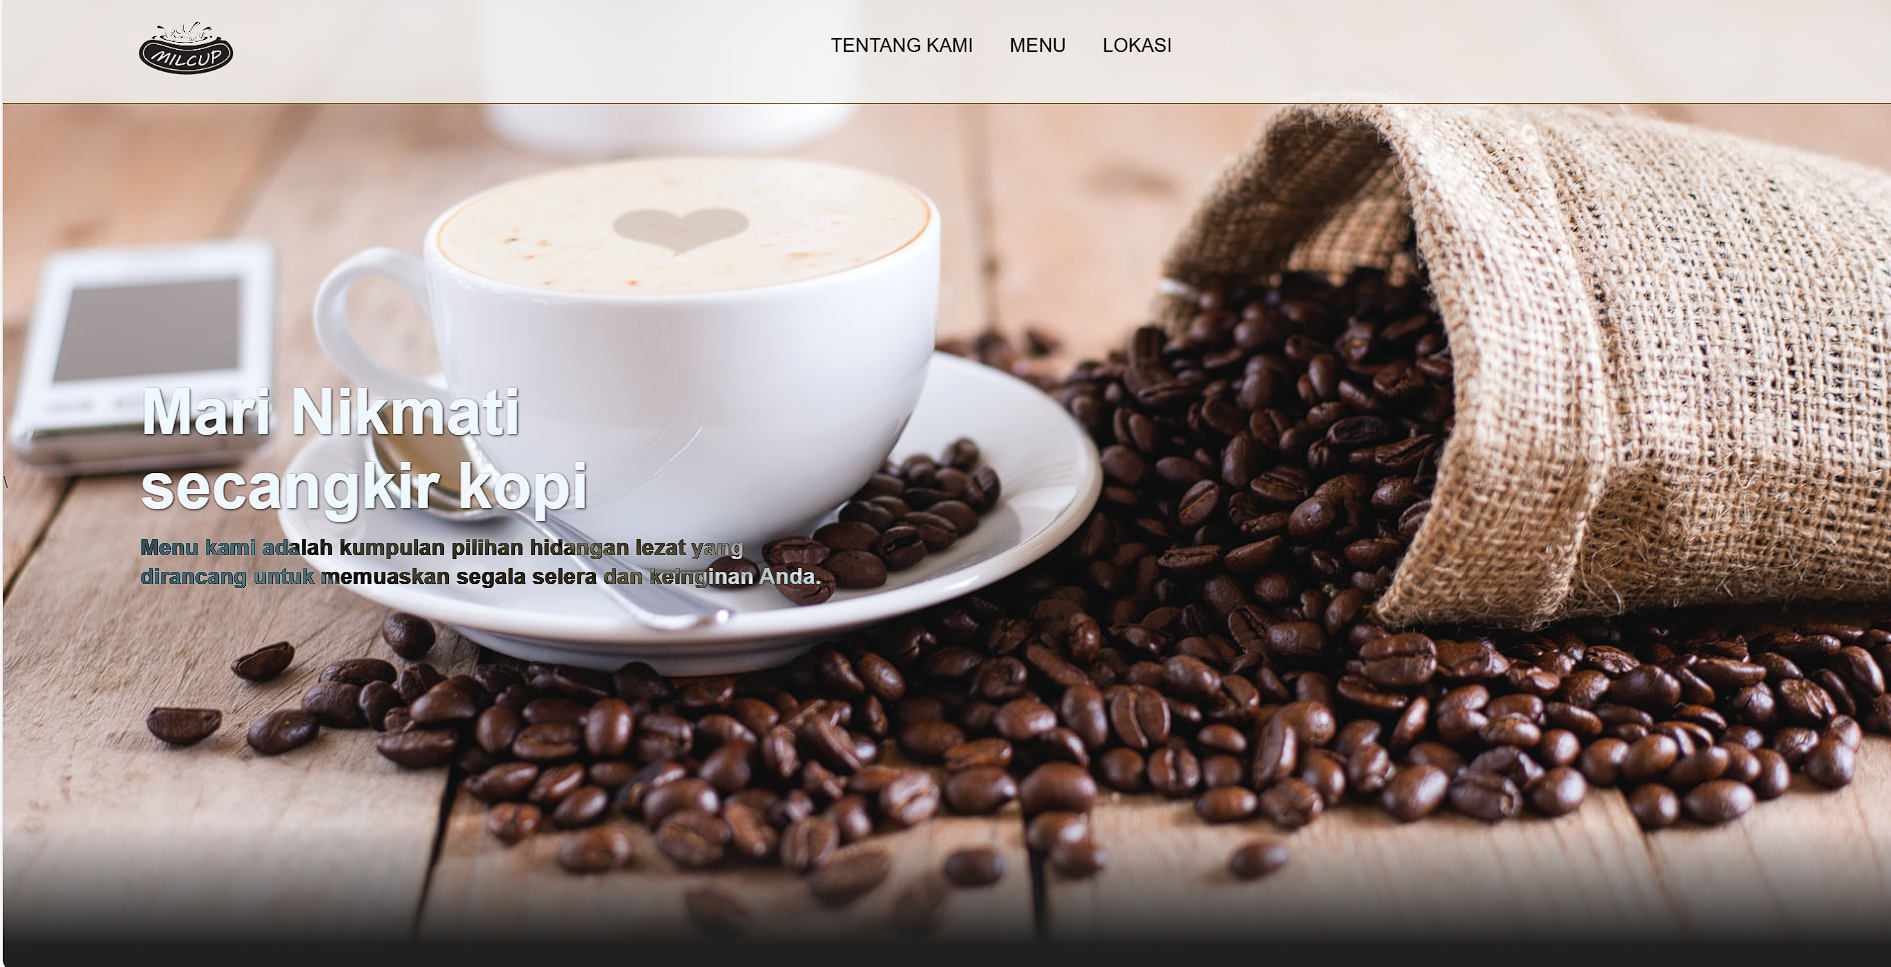 MILCUP
TENTANG KAMI
MENU
LOKASI
Mari Nikmati
secangkir kopi
Menu kami adalah kumpulan pilihan hidangan lezat yang
dirancang untuk memuaskan segala selera dan keinginan Anda.
\